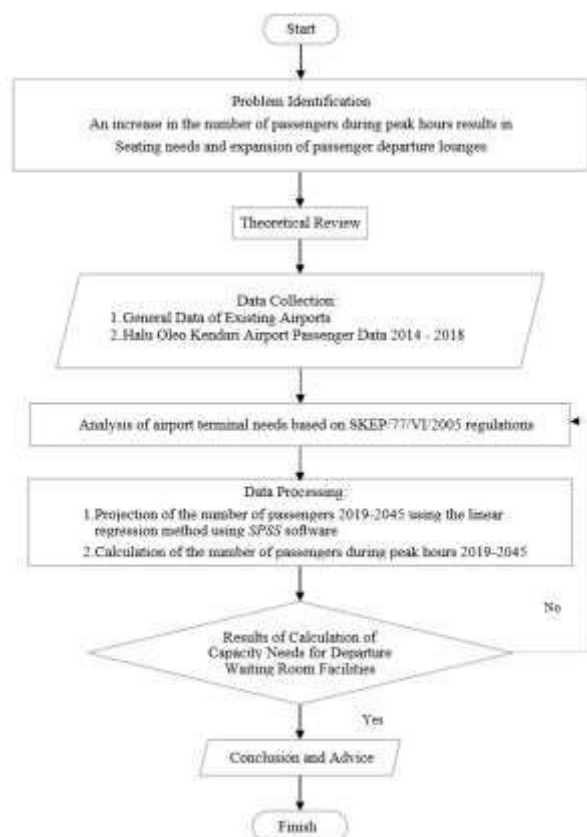 Start
Problem Identification
An increase in the number of passengers during peak hours results in
Seating needs and expansion of passenger departure lounges
Theoretical Review
Data Collection:
1.General Data of Existing Airports
2.Halu Oleo Kendari Airport Passenger Data 2014 - 2018
Analysis of airport terminal needs based on SKEP/77/VI/2005 regulations
Data Processing:
1.Projection of the number of passengers 2019-2045 using the linear
regression method using SPSS software
2.Calculation of the number of passengers during peak hours 2019-2045
No
Results of Calculation of
Capacity Needs for Departure
Waiting Room Facilities
Yes
Conclusion and Advice
Finish